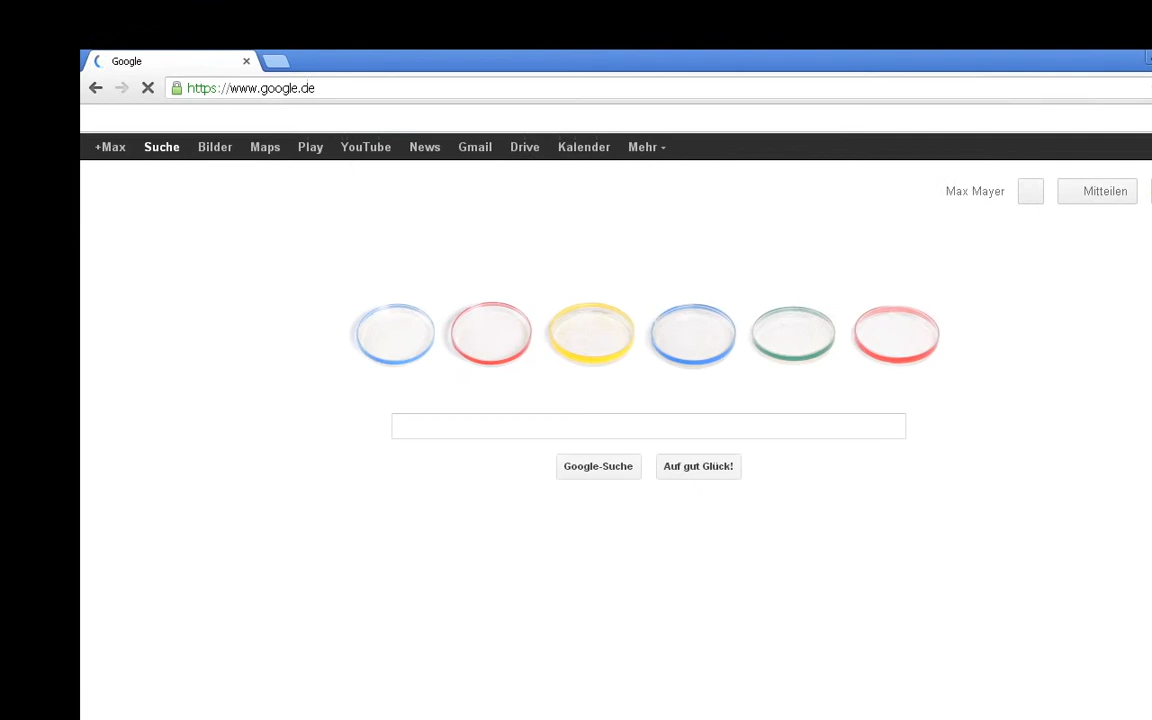 Google
https://www.google.de
+Max Suche Bilder Maps Play YouTube News Gmail Drive Kalender Mehr
Max Mayer Mitteilen
Google-Suche Auf gut Glück!